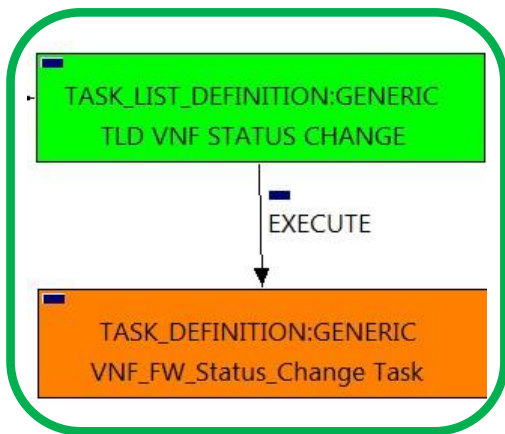 TASK_LIST_DEFINITION:GENERIC
TLD VNF STATUS CHANGE
EXECUTE
TASK_DEFINITION:GENERIC
VNF_FW_Status_Change Task